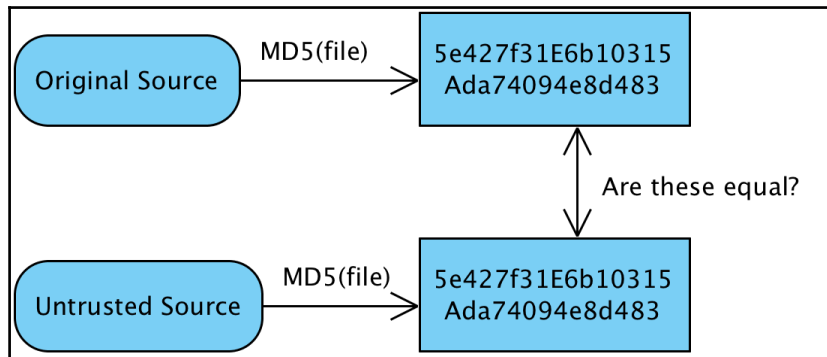 MD5(file)
Original Source
5e427f31E6b10315
Ada74094e8d483
Are these equal?
MD5(file)
Untrusted Source
5e427f31E6b10315
Ada74094e8d483